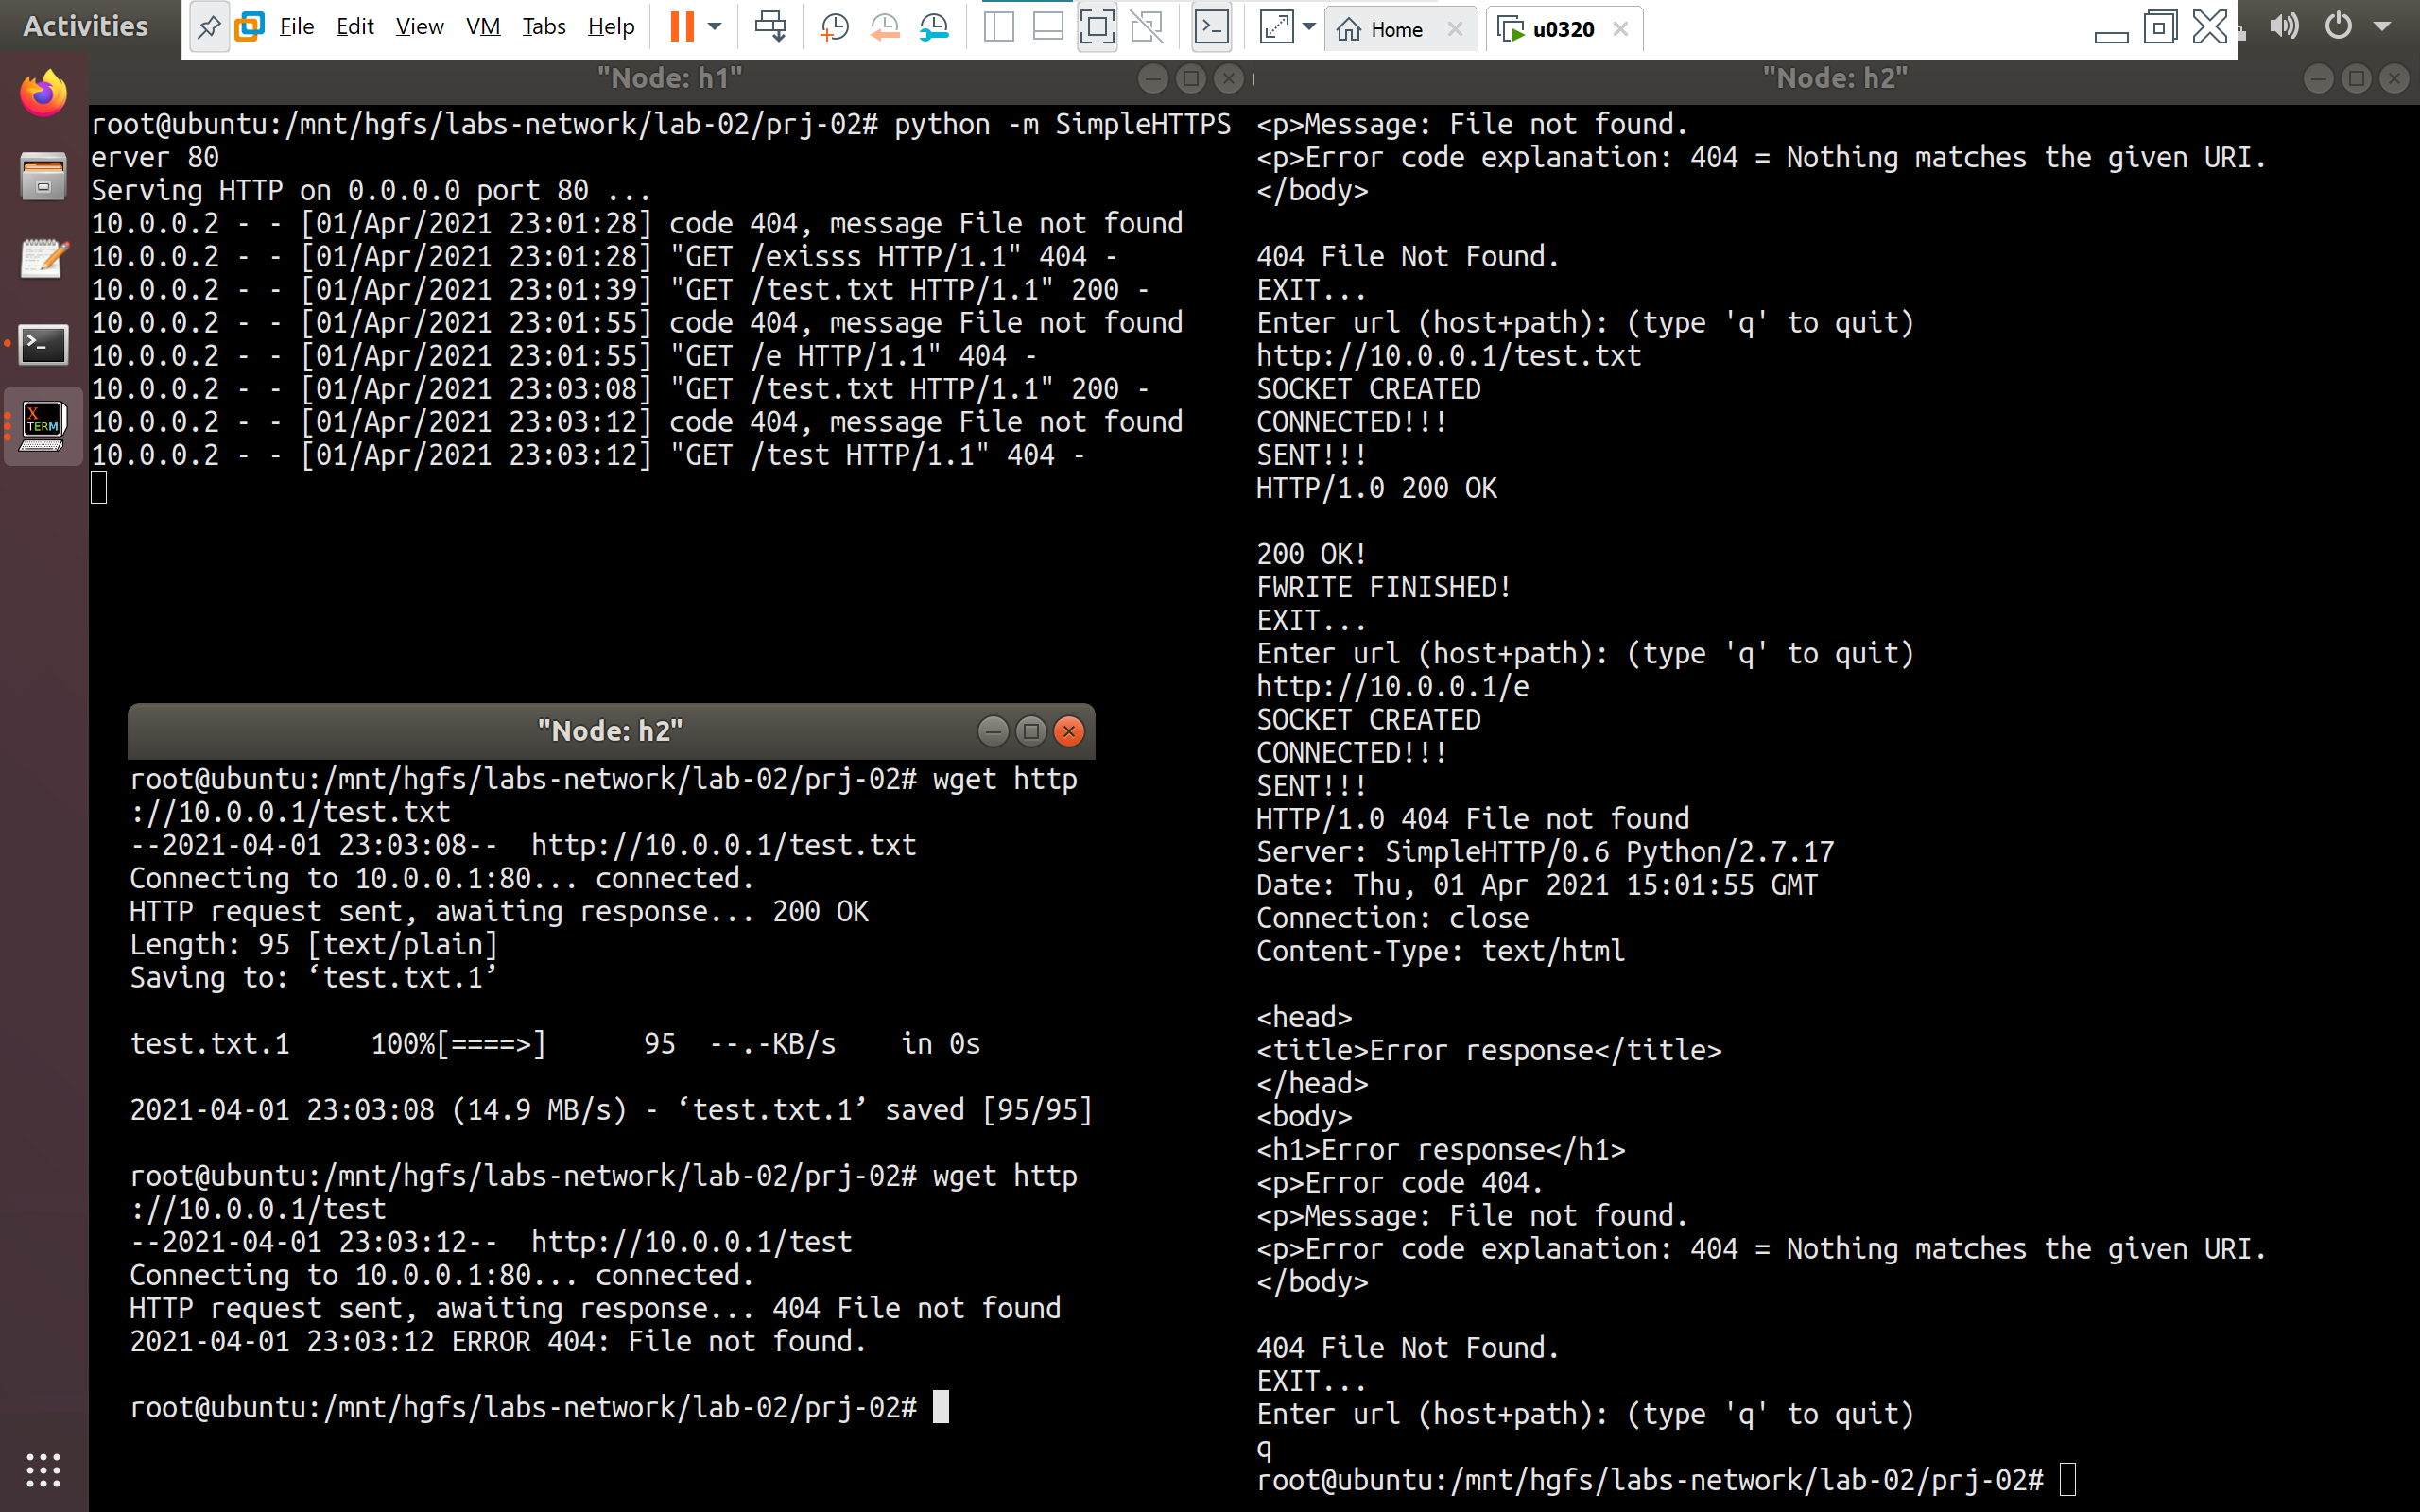 Activities
File Edit View VM Tabs Help
Home
u0320
"Node: h1"
root@ubuntu:/mnt/hgfs/labs-network/lab-02/prj-02# python -m SimpleHTTPS
erver 80
Serving HTTP on 0.0.0.0 port 80 ...
10.0.0.2 - - [01/Apr/2021 23:01:28] code 404, message File not found
10.0.0.2 - - [01/Apr/2021 23:01:28] "GET /exisss HTTP/1.1" 404 -
10.0.0.2 - - [01/Apr/2021 23:01:39] "GET /test.txt HTTP/1.1" 200 -
10.0.0.2 - - [01/Apr/2021 23:01:55] code 404, message File not found
10.0.0.2 - - [01/Apr/2021 23:01:55] "GET /e HTTP/1.1" 404 -
10.0.0.2 - - [01/Apr/2021 23:03:08] "GET /test.txt HTTP/1.1" 200 -
10.0.0.2 - - [01/Apr/2021 23:03:12] code 404, message File not found
10.0.0.2 - - [01/Apr/2021 23:03:12] "GET /test HTTP/1.1" 404 -
X
TERM
"Node: h2"
root@ubuntu:/mnt/hgfs/labs-network/lab-02/prj-02# wget http
://10.0.0.1/test.txt
--2021-04-01 23:03:08--  http://10.0.0.1/test.txt
Connecting to 10.0.0.1:80... connected.
HTTP request sent, awaiting response... 200 OK
Length: 95 [text/plain]
Saving to: ‘test.txt.1’
test.txt.1     100%[====>]      95  --.-KB/s    in 0s
2021-04-01 23:03:08 (14.9 MB/s) - ‘test.txt.1’ saved [95/95]
root@ubuntu:/mnt/hgfs/labs-network/lab-02/prj-02# wget http
://10.0.0.1/test
--2021-04-01 23:03:12--  http://10.0.0.1/test
Connecting to 10.0.0.1:80... connected.
HTTP request sent, awaiting response... 404 File not found
2021-04-01 23:03:12 ERROR 404: File not found.
root@ubuntu:/mnt/hgfs/labs-network/lab-02/prj-02#
"Node: h2"
<p>Message: File not found.
<p>Error code explanation: 404 = Nothing matches the given URI.
</body>
404 File Not Found.
EXIT...
Enter url (host+path): (type 'q' to quit)
http://10.0.0.1/test.txt
SOCKET CREATED
CONNECTED!!!
SENT!!!
HTTP/1.0 200 OK
200 OK!
FWRITE FINISHED!
EXIT...
Enter url (host+path): (type 'q' to quit)
http://10.0.0.1/e
SOCKET CREATED
CONNECTED!!!
SENT!!!
HTTP/1.0 404 File not found
Server: SimpleHTTP/0.6 Python/2.7.17
Date: Thu, 01 Apr 2021 15:01:55 GMT
Connection: close
Content-Type: text/html
<head>
<title>Error response</title>
</head>
<body>
<h1>Error response</h1>
<p>Error code 404.
<p>Message: File not found.
<p>Error code explanation: 404 = Nothing matches the given URI.
</body>
404 File Not Found.
EXIT...
Enter url (host+path): (type 'q' to quit)
q
root@ubuntu:/mnt/hgfs/labs-network/lab-02/prj-02#